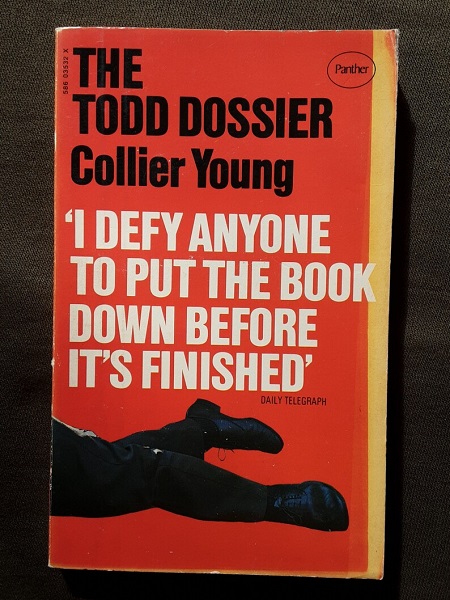 586 03532 X
THE
TODD DOSSIER
Collier Young
Panther
'I DEFY ANYONE
TO PUT THE BOOK
DOWN BEFORE
IT'S FINISHED'
DAILY TELEGRAPH